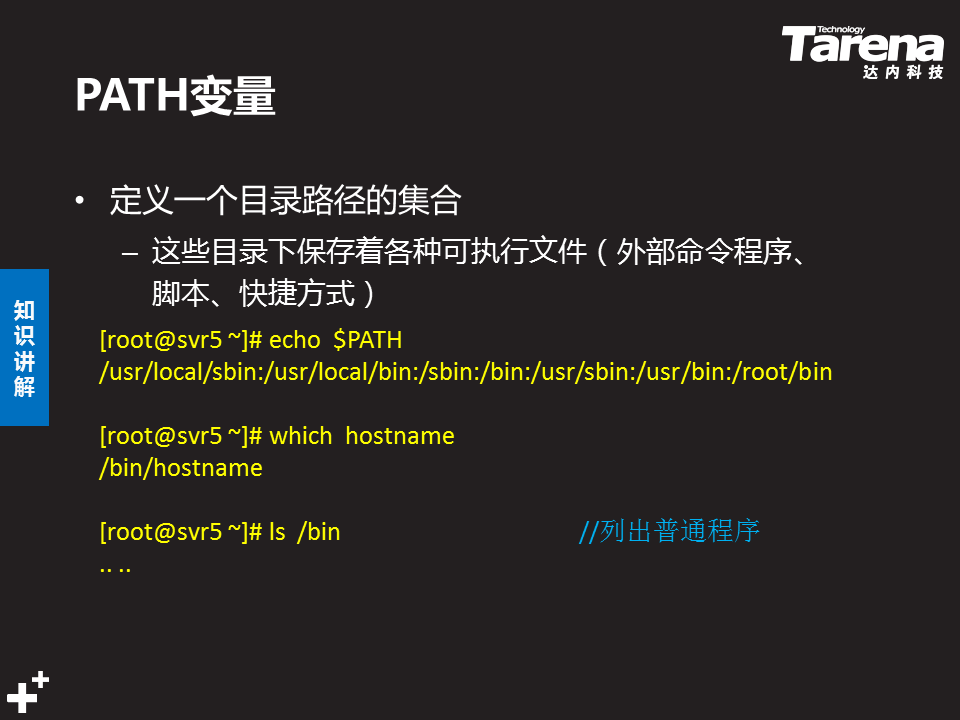 Technology
Tarena
达内科技
PATH变量
• 定义一个目录路径的集合
– 这些目录下保存着各种可执行文件（外部命令程序、
脚本、快捷方式）
知
识
讲
解
[root@svr5 ~]# echo $PATH
/usr/local/sbin:/usr/local/bin:/sbin:/bin:/usr/sbin:/usr/bin:/root/bin
[root@svr5 ~]# which hostname
/bin/hostname
[root@svr5 ~]# ls /bin //列出普通程序
.. ..